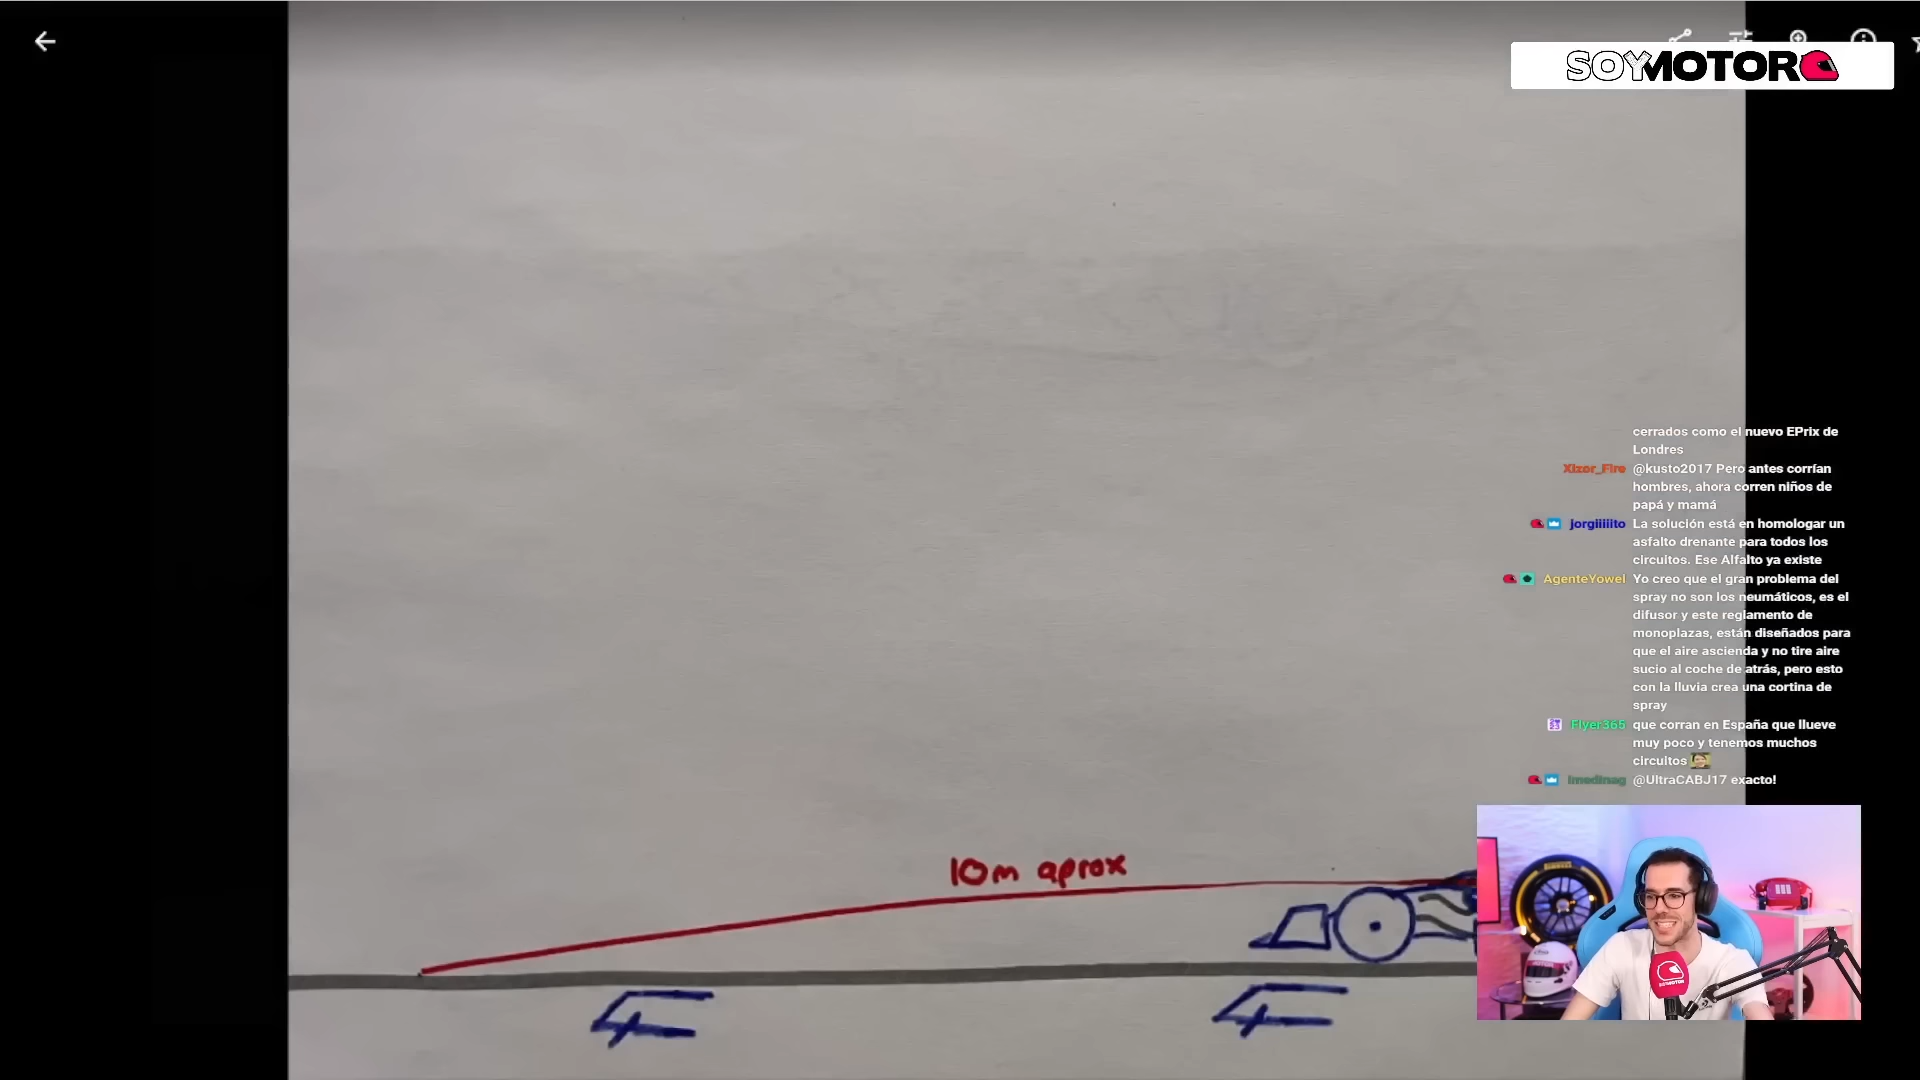 SOYMOTOR
cerrados como el nuevo EPrix de
Londres
Xizor_Fire @kusto2017 Pero antes corrían
hombres, ahora corren niños de
papá y mamá
jorgiiiiito La solución está en homologar un
asfalto drenante para todos los
circuitos. Ese Alfalto ya existe
AgenteYowel Yo creo que el gran problema del
spray no son los neumáticos, es el
difusor y este reglamento de
monoplazas, están diseñados para
que el aire ascienda y no tire aire
sucio al coche de atrás, pero esto
con la lluvia crea una cortina de
spray
Flyer365 que corran en España que llueve
muy poco y tenemos muchos
circuitos
@UltraCABJ17 exacto!
10m aprox